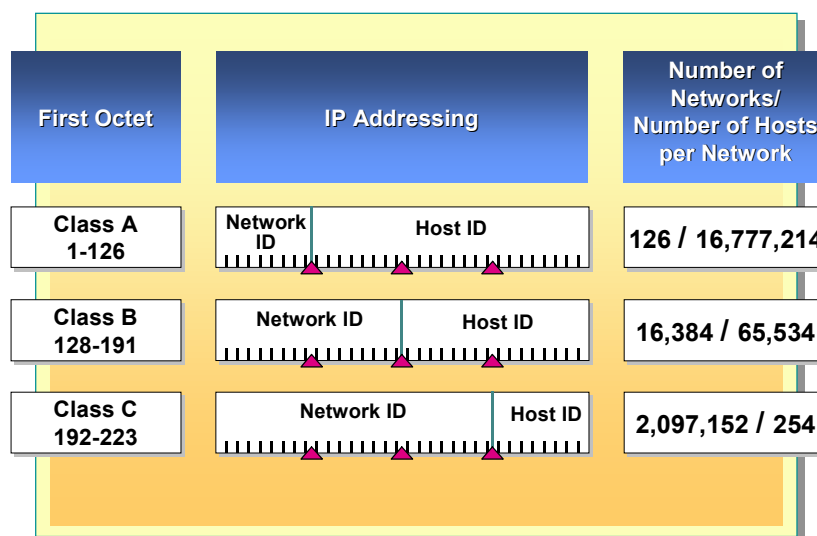 First Octet
IP Addressing
Number of
Networks/
Number of Hosts
per Network
Class A
1-126
Network
ID
Host ID
126 / 16,777,214
Class B
128-191
Network ID
Host ID
16,384 / 65,534
Class C
192-223
Network ID
Host ID
2,097,152 / 254